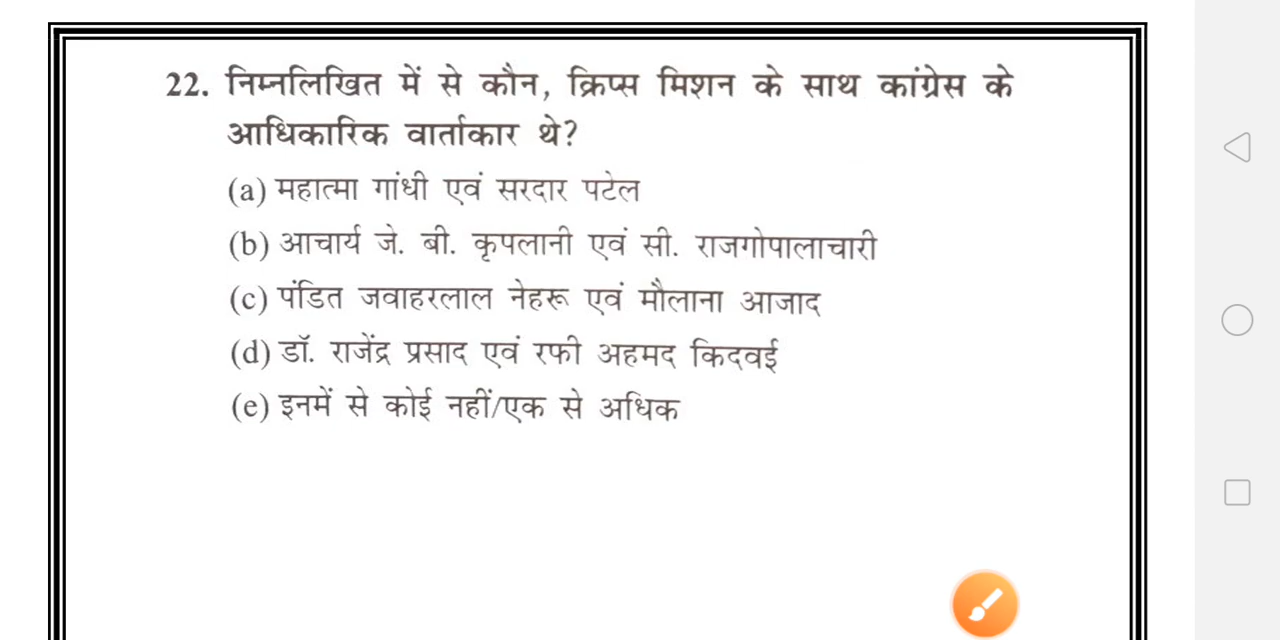 22. निम्नलिखित में से कौन, क्रिप्स मिशन के साथ कांग्रेस के
आधिकारिक वार्ताकार थे?
(a) महात्मा गांधी एवं सरदार पटेल
(b) आचार्य जे. बी. कृपलानी एवं सी. राजगोपालाचारी
(c) पंडित जवाहरलाल नेहरू एवं मौलाना आजाद
(d) डॉ. राजेंद्र प्रसाद एवं रफी अहमद किदवई
(e) इनमें से कोई नहीं/एक से अधिक